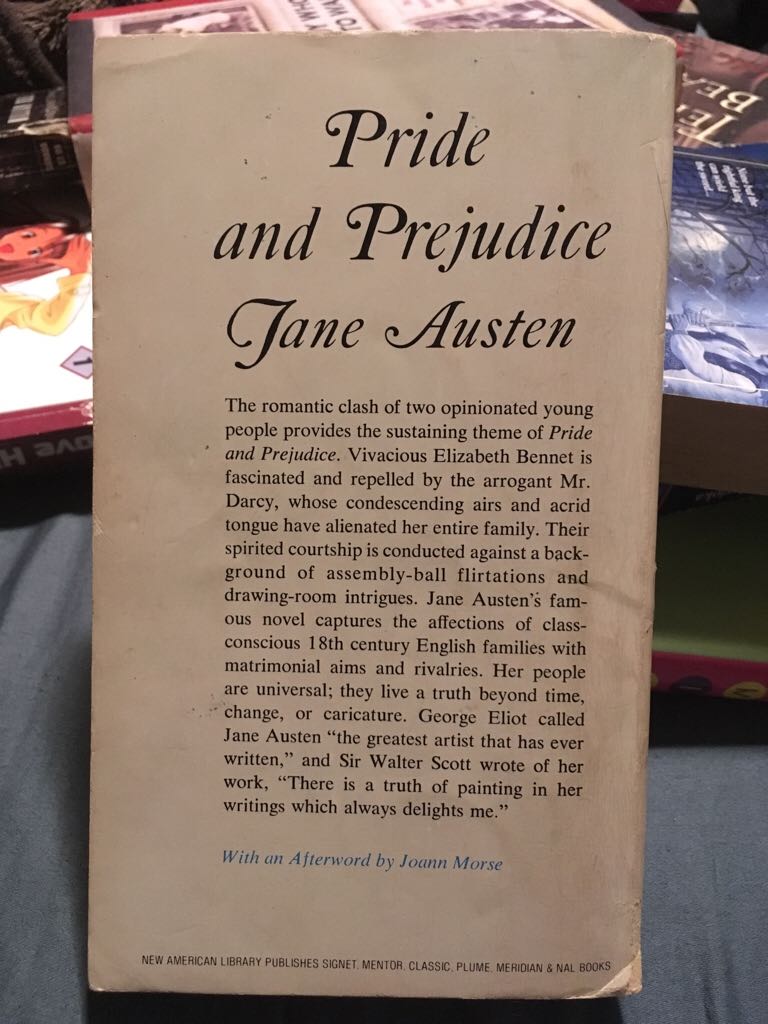 TO WA
Y WHO
TE
BEA
Pride
and Prejudice
Jane Austen
The romantic clash of two opinionated young
people provides the sustaining theme of Pride
and Prejudice. Vivacious Elizabeth Bennet is
fascinated and repelled by the arrogant Mr.
Darcy, whose condescending airs and acrid
tongue have alienated her entire family. Their
spirited courtship is conducted against a back-
ground of assembly-ball flirtations and
drawing-room intrigues. Jane Austen's fam-
ous novel captures the affections of class-
conscious 18th century English families with
matrimonial aims and rivalries. Her people
are universal; they live a truth beyond time,
change, or caricature. George Eliot called
Jane Austen "the greatest artist that has ever
written," and Sir Walter Scott wrote of her
work, "There is a truth of painting in her
writings which always delights me."
With an Afterword by Joann Morse
NEW AMERICAN LIBRARY PUBLISHES SIGNET, MENTOR, CLASSIC, PLUME, MERIDIAN & NAL BOOKS
ove H